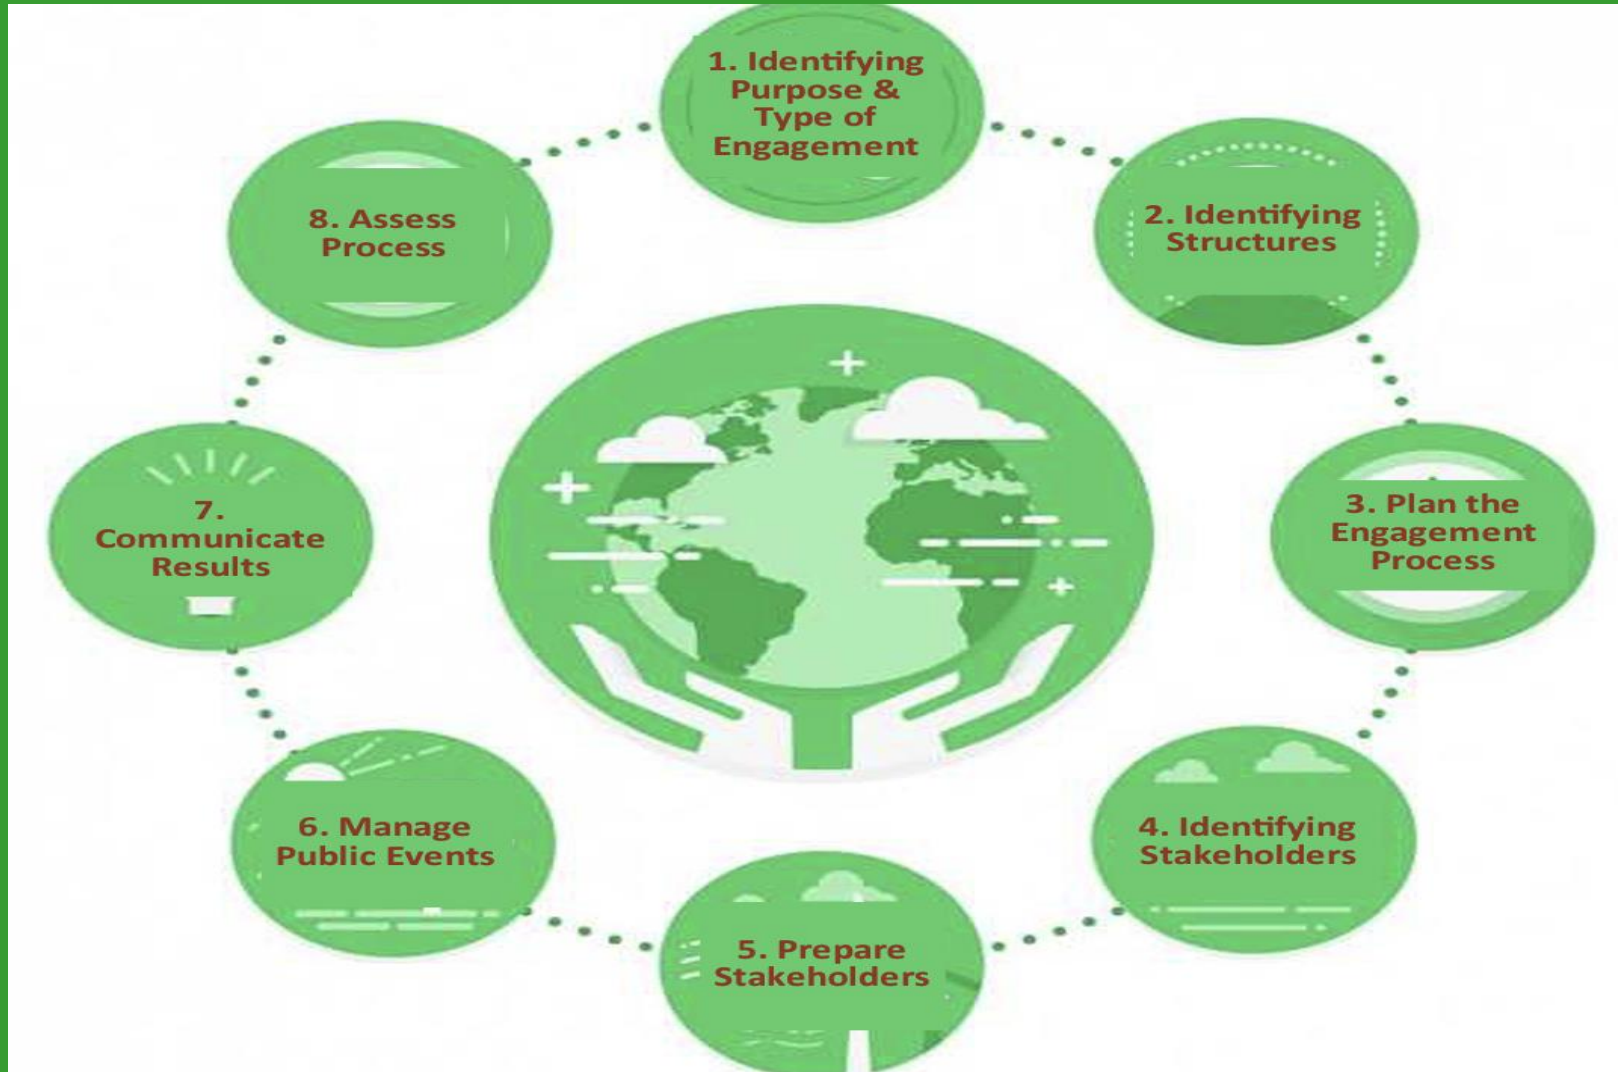 1. Identifying
Purpose &
Type of
Engagement
2. Identifying
Structures
3. Plan the
Engagement
Process
4. Identifying
Stakeholders
5. Prepare
Stakeholders
6. Manage
Public Events
7.
Communicate
Results
8. Assess
Process